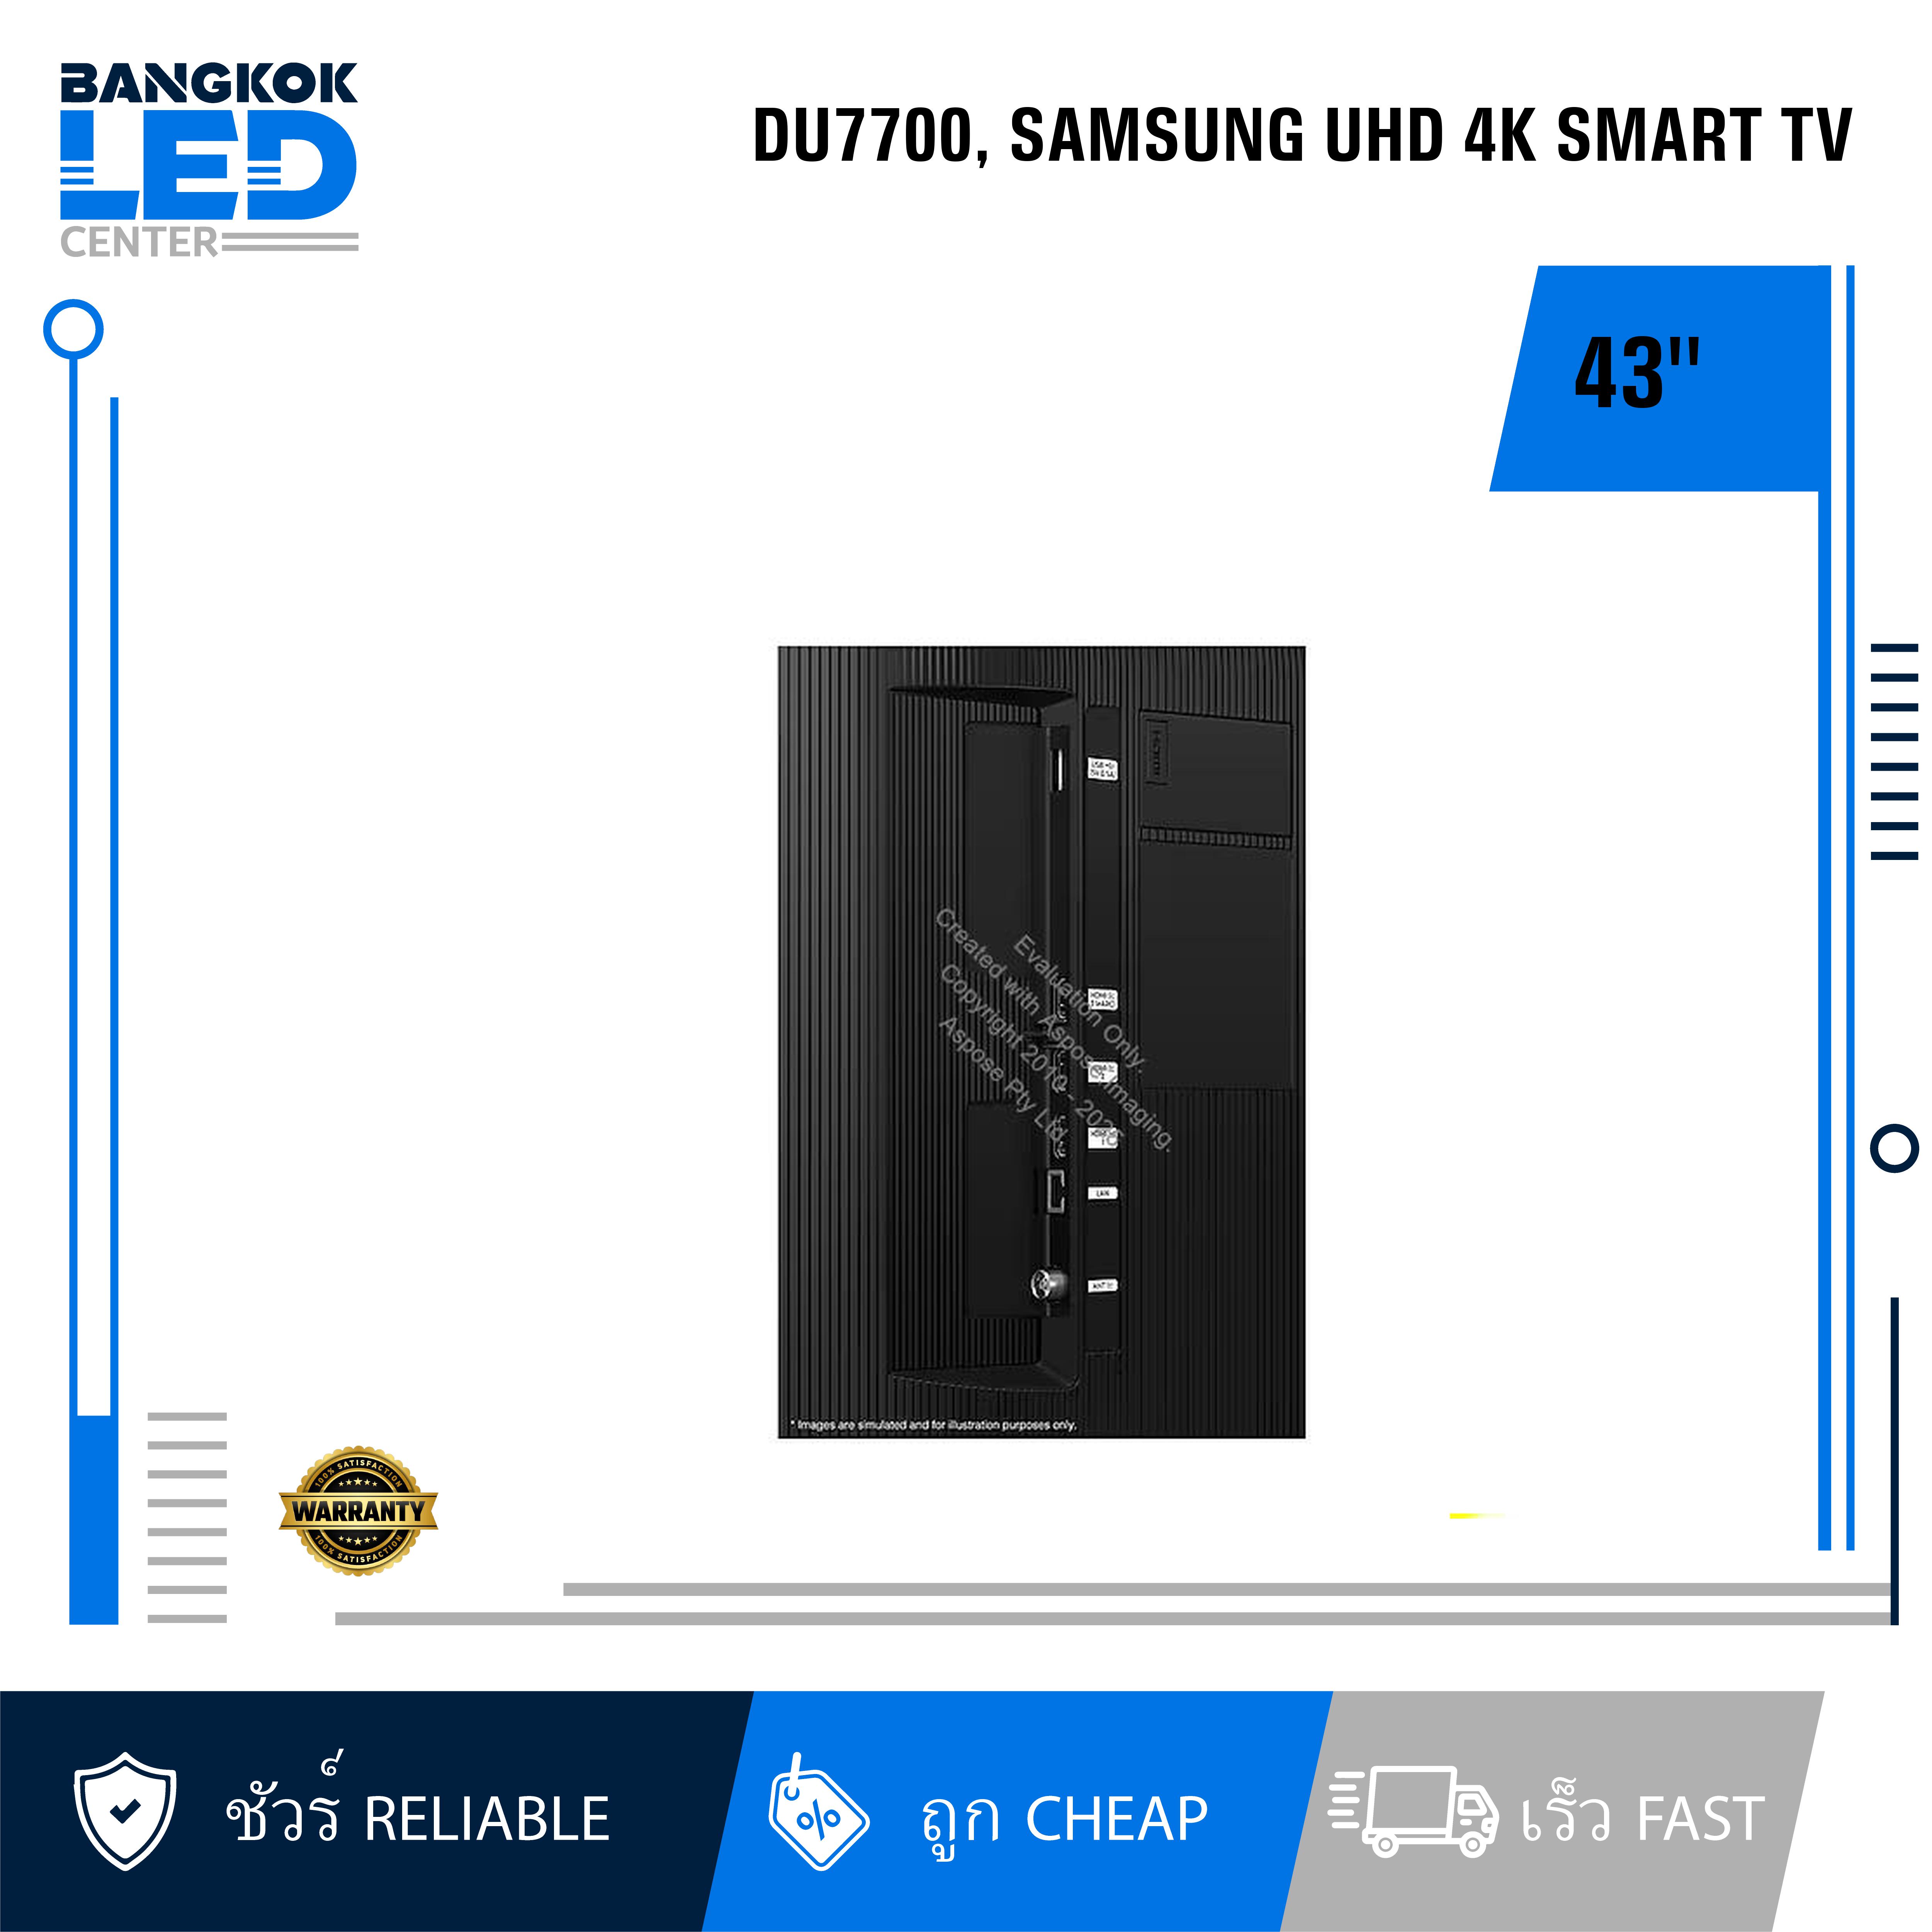 BANGKOK
LED
CENTER
DU7700, SAMSUNG UHD 4K SMART TV
43"
Evaluation Only.
Created with Aspose.Imaging.
Copyright 2010 - 2025
Aspose Pty Ltd.
LAN
* Images are simulated and for illustration purposes only.
100% SATISFACTION
WARRANTY
100% SATISFACTION
ชัวร์ RELIABLE
% ถูก CHEAP
เร็ว FAST